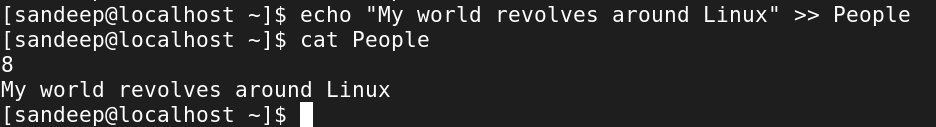 [sandeep@localhost ~]$ echo "My world revolves around Linux" >> People
[sandeep@localhost ~]$ cat People
8
My world revolves around Linux
[sandeep@localhost ~]$